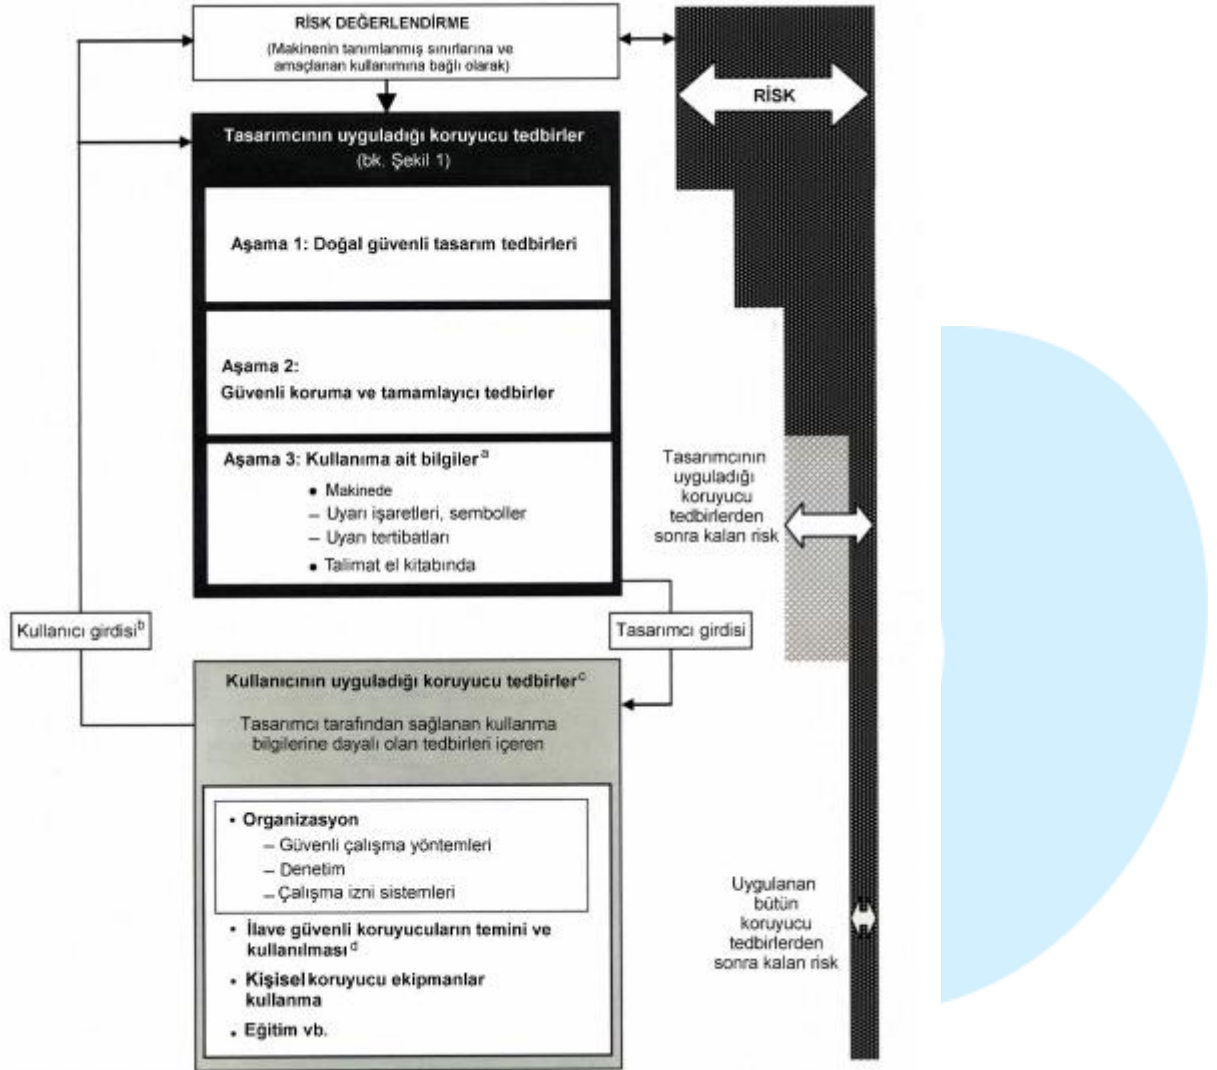 RİSK DEĞERLENDİRME
(Makinenin tanımlanmış sınırlarına ve
amaçlanan kullanımına bağlı olarak)
RİSK
Tasarımcının uyguladığı koruyucu tedbirler
(bk. Şekil 1)
Aşama 1: Doğal güvenli tasarım tedbirleri
Aşama 2:
Güvenli koruma ve tamamlayıcı tedbirler
Aşama 3: Kullanıma ait bilgiler a
• Makinede
– Uyarı işaretleri, semboller
– Uyarı tertibatları
• Talimat el kitabında
Tasarımcının
uyguladığı
koruyucu
tedbirlerden
sonra kalan risk
Kullanıcı girdisi b
Tasarımcı girdisi
Kullanıcının uyguladığı koruyucu tedbirler c
Tasarımcı tarafından sağlanan kullanma
bilgilerine dayalı olan tedbirleri içeren
• Organizasyon
– Güvenli çalışma yöntemleri
– Denetim
– Çalışma izni sistemleri
• İlave güvenli koruyucuların temini ve
kullanılması d
• Kişisel koruyucu ekipmanlar
kullanma
• Eğitim vb.
Uygulanan
bütün
koruyucu
tedbirlerden
sonra kalan risk